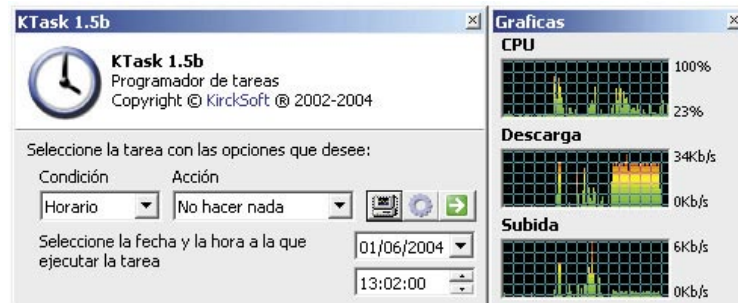 KTask 1.5b
KTask 1.5b
Programador de tareas
Copyright © KirckSoft ® 2002-2004
Seleccione la tarea con las opciones que desee:
Condición Acción
Horario No hacer nada
Seleccione la fecha y la hora a la que
ejecutar la tarea
01/06/2004
13:02:00
Graficas
CPU
100%
23%
Descarga
34Kb/s
0Kb/s
Subida
6Kb/s
0Kb/s